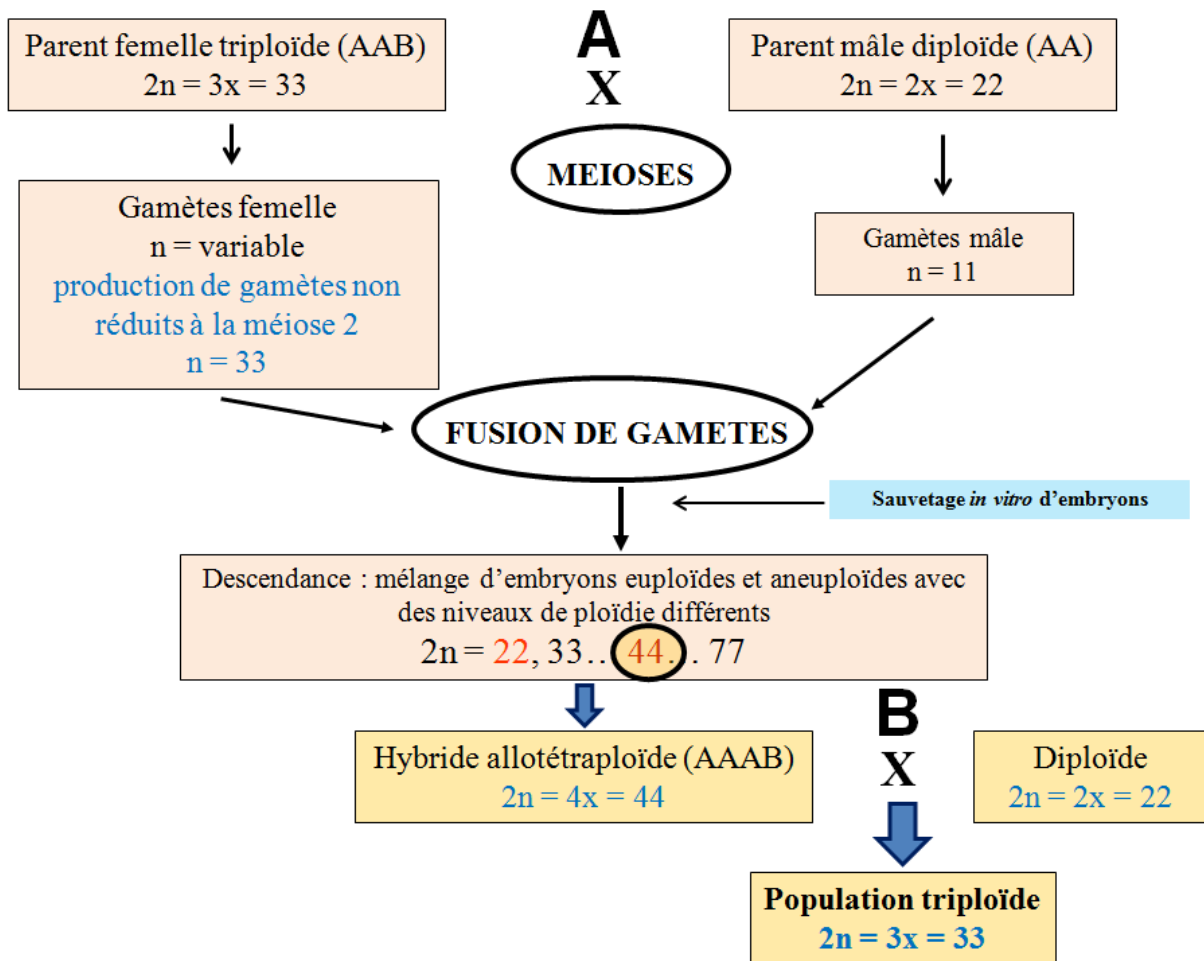 Parent femelle triploïde (AAB)
2n = 3x = 33
A
X
Parent mâle diploïde (AA)
2n = 2x = 22
MEIOSES
Gamètes femelle
n = variable
production de gamètes non
réduits à la méiose 2
n = 33
Gamètes mâle
n = 11
FUSION DE GAMETES
Sauvetage in vitro d’embryons
Descendance : mélange d’embryons euploïdes et aneuploïdes avec
des niveaux de ploïdie différents
2n = 22, 33… 44… 77
Hybride allotétraploïde (AAAB)
2n = 4x = 44
B
X
Diploïde
2n = 2x = 22
Population triploïde
2n = 3x = 33